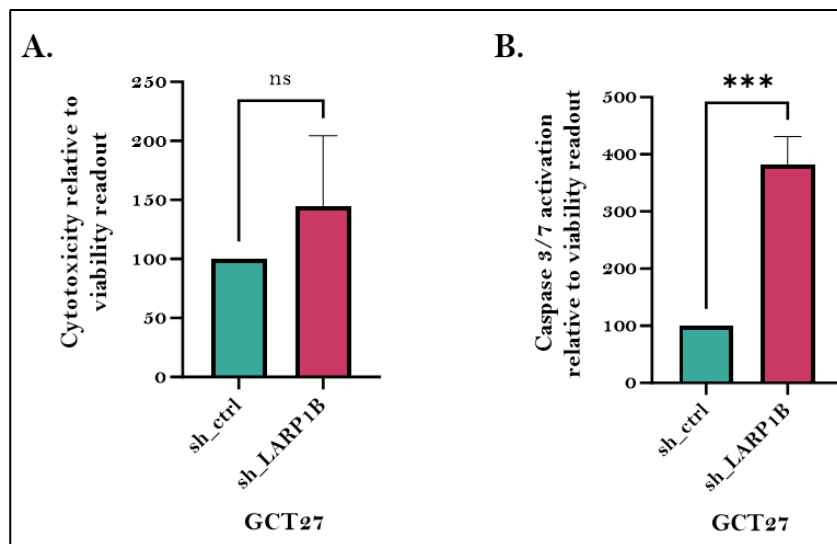 A.
Cytotoxicity relative to
viability readout
250
200
150
100
50
0
ns
sh_ctrl
sh_LARP1B
GCT27
B.
Caspase 3/7 activation
relative to viability readout
500
400
300
200
100
0
***
sh_ctrl
sh_LARP1B
GCT27